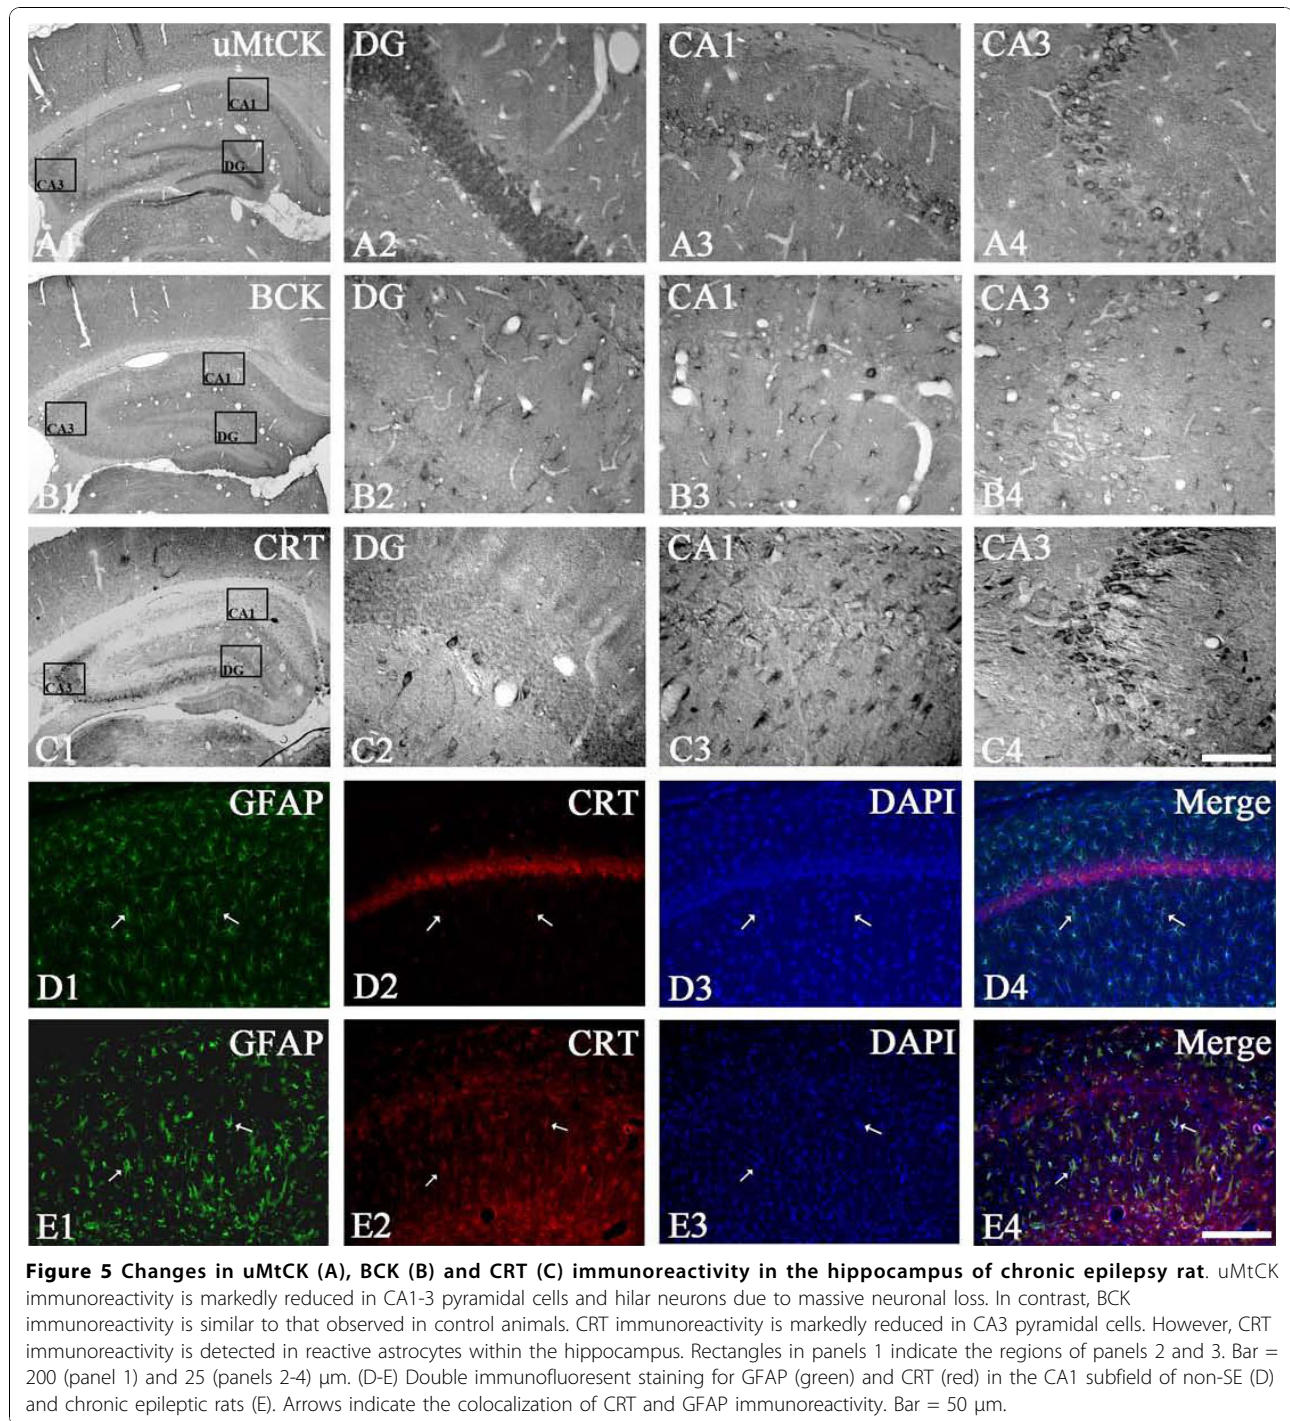 uMtCK DG CA1 CA3
CA1
DG
CA3
A1 A2 A3 A4
BCK DG CA1 CA3
CA1
CA3 DG
B1 B2 B3 B4
CRT DG CA1 CA3
CA1
DG
CA3
C1 C2 C3 C4
GFAP CRT DAPI Merge
D1 D2 D3 D4
GFAP CRT DAPI Merge
E1 E2 E3 E4
Figure 5 Changes in uMtCK (A), BCK (B) and CRT (C) immunoreactivity in the hippocampus of chronic epilepsy rat. uMtCK
immunoreactivity is markedly reduced in CA1-3 pyramidal cells and hilar neurons due to massive neuronal loss. In contrast, BCK
immunoreactivity is similar to that observed in control animals. CRT immunoreactivity is markedly reduced in CA3 pyramidal cells. However, CRT
immunoreactivity is detected in reactive astrocytes within the hippocampus. Rectangles in panels 1 indicate the regions of panels 2 and 3. Bar =
200 (panel 1) and 25 (panels 2-4) μm. (D-E) Double immunofluoresent staining for GFAP (green) and CRT (red) in the CA1 subfield of non-SE (D)
and chronic epileptic rats (E). Arrows indicate the colocalization of CRT and GFAP immunoreactivity. Bar = 50 μm.